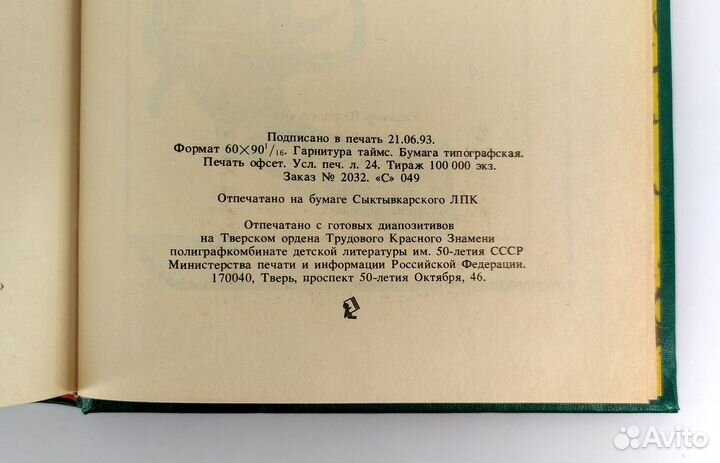 Подписано в печать 21.06.93.
Формат 60×90¹/₁₆. Гарнитура таймс. Бумага типографская.
Печать офсет. Усл. печ. л. 24. Тираж 100 000 экз.
Заказ № 2032. «С» 049
Отпечатано на бумаге Сыктывкарского ЛПК
Отпечатано с готовых диапозитивов
на Тверском ордена Трудового Красного Знамени
полиграфкомбинате детской литературы им. 50-летия СССР
Министерства печати и информации Российской Федерации.
170040, Тверь, проспект 50-летия Октября, 46.
Avito